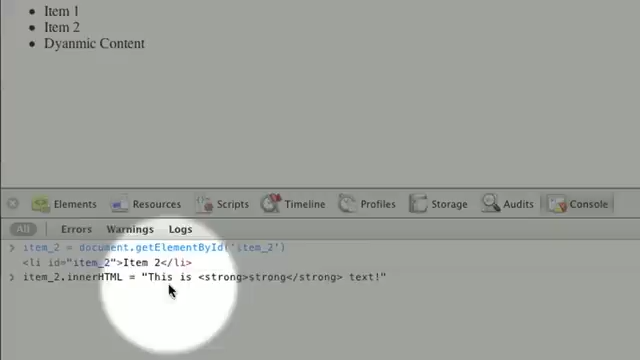 Item 1
Item 2
Dyanmic Content
Elements Resources Scripts Timeline Profiles Storage Audits Console
All Errors Warnings Logs
> item_2 = document.getElementById('item_2')
<li id="item_2">Item 2</li>
> item_2.innerHTML = "This is <strong>strong</strong> text!"